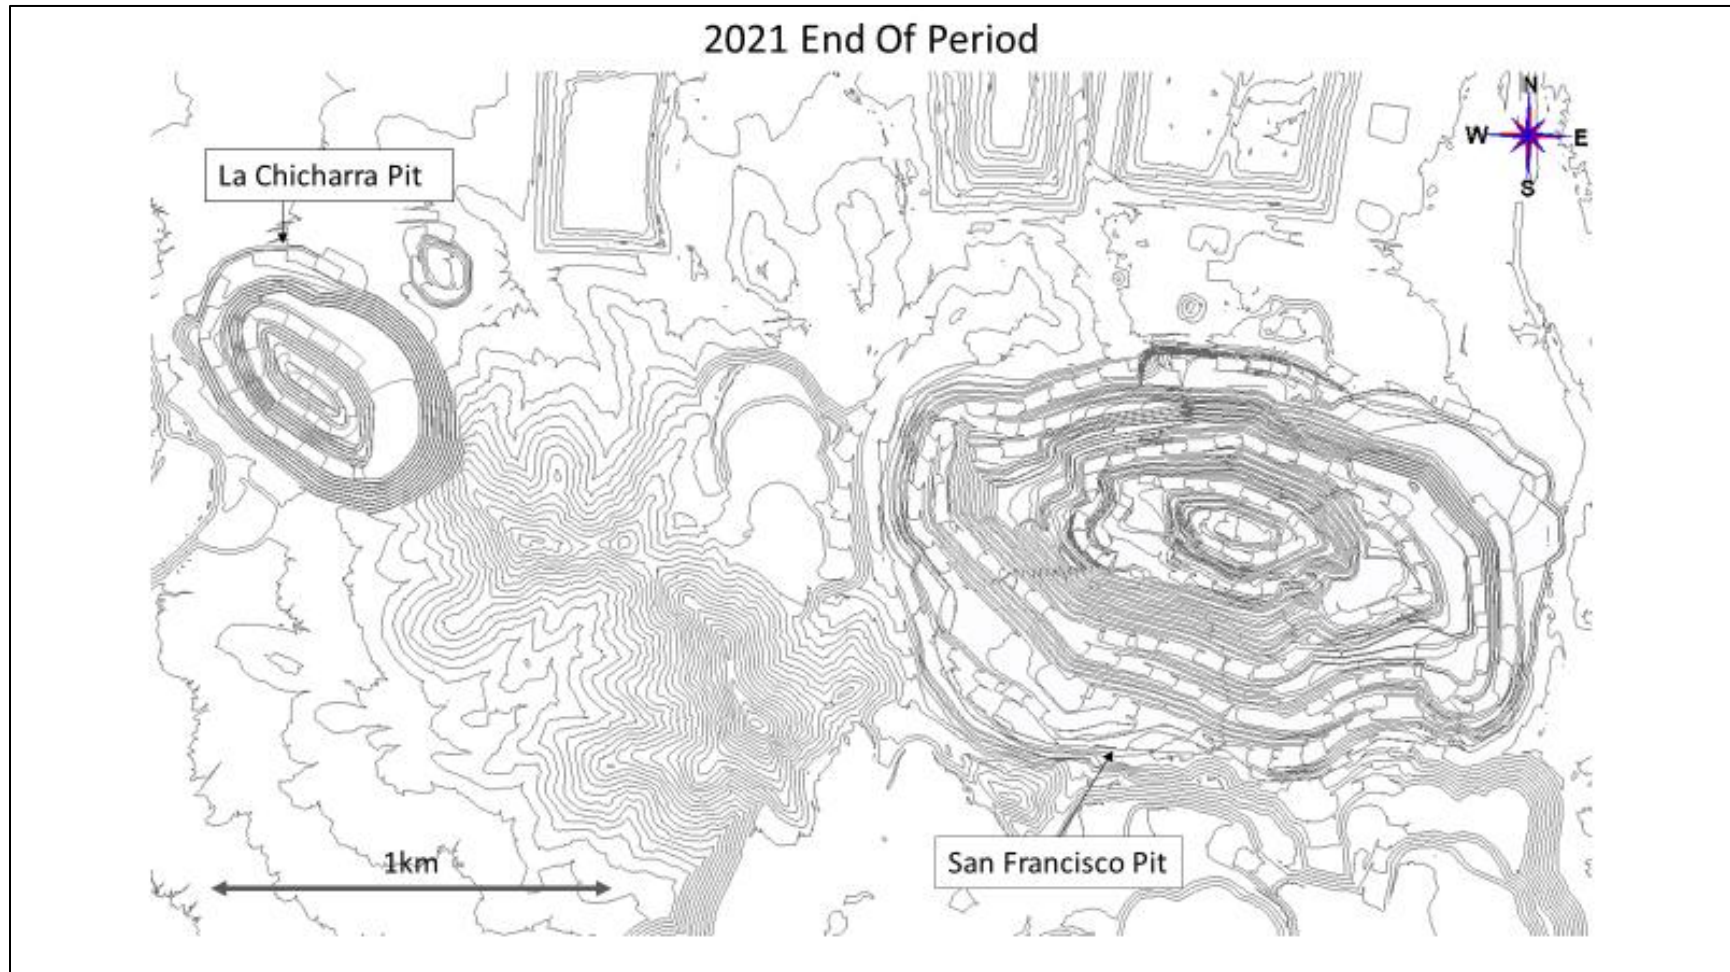 2021 End Of Period
N
W E
S
La Chicharra Pit
1km
San Francisco Pit